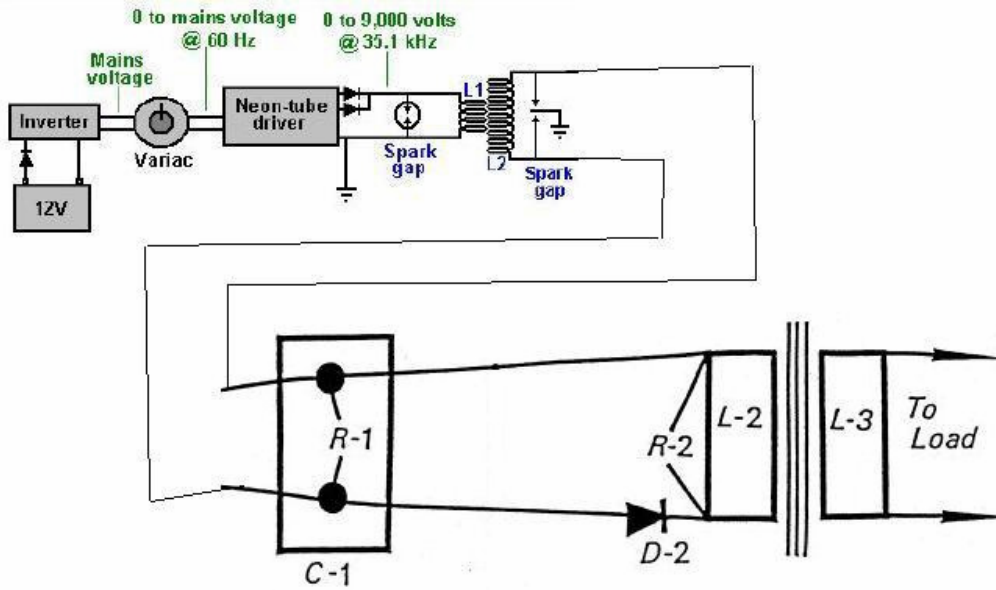 0 to mains voltage
@ 60 Hz
0 to 9,000 volts
@ 35.1 kHz
Mains
voltage
Inverter
Variac
Neon-tube
driver
Spark
gap
L1
L2
Spark
gap
12V
R-1
C-1
R-2
D-2
L-2
L-3
To
Load